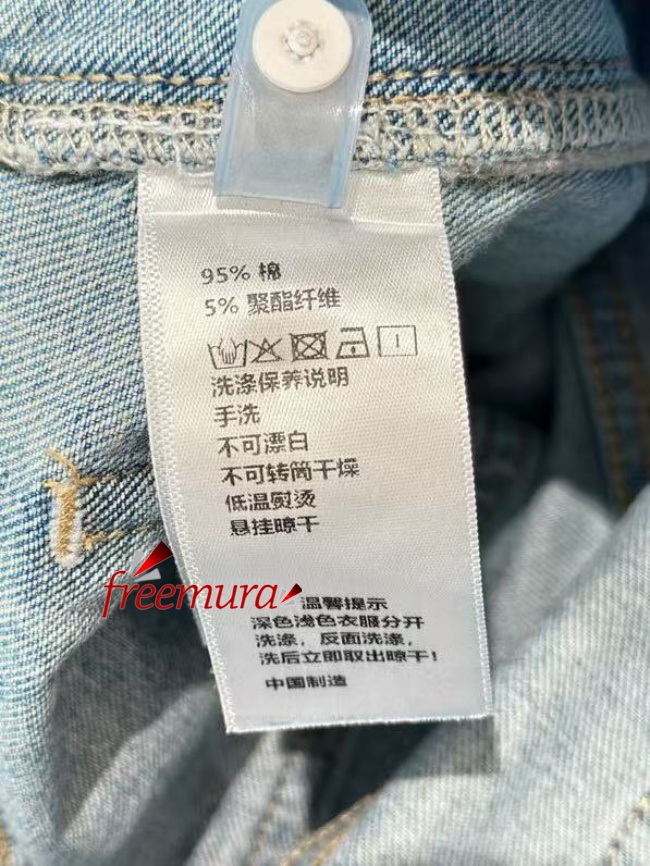 95% 棉
5% 聚酯纤维
洗涤保养说明
手洗
不可漂白
不可转筒干燥
低温熨烫
悬挂晾干
freemura
温馨提示
深色浅色衣服分开
洗涤，反面洗涤，
洗后立即取出晾干！
中国制造